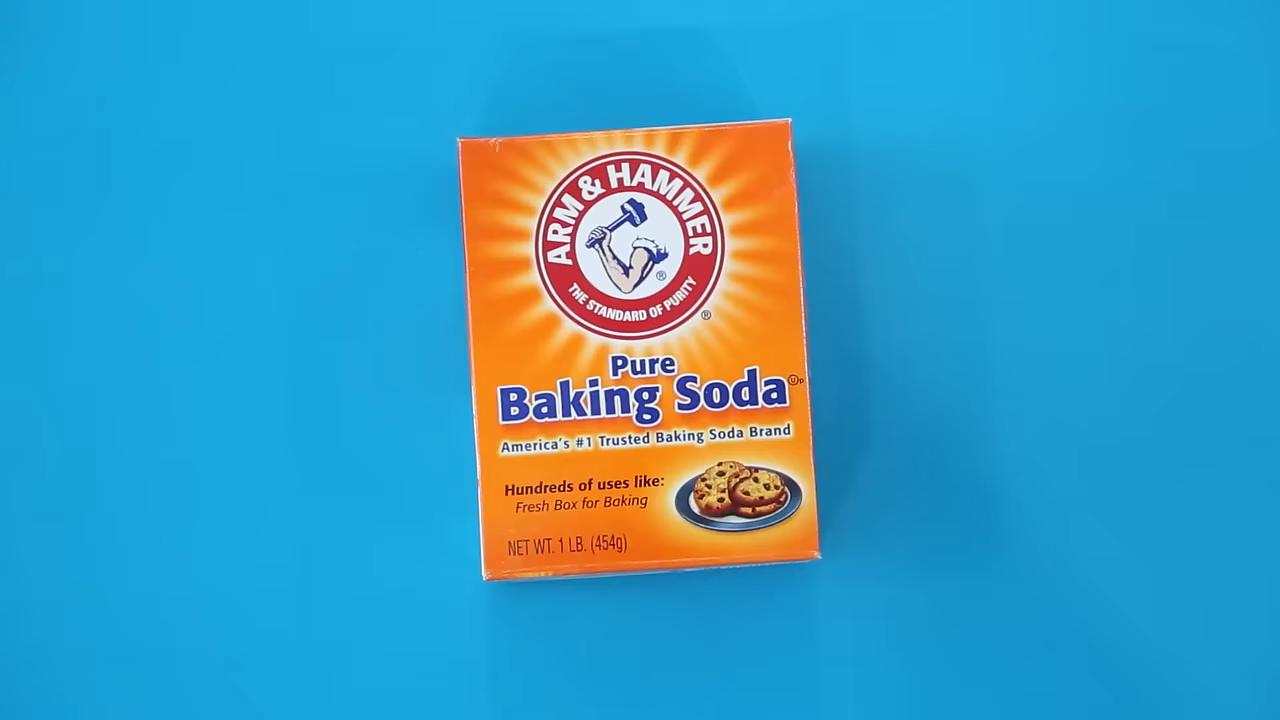 ARM & HAMMER
®
THE STANDARD OF PURITY
®
Pure
Baking Soda ⓊP
America's #1 Trusted Baking Soda Brand
Hundreds of uses like:
Fresh Box for Baking
NET WT. 1 LB. (454g)